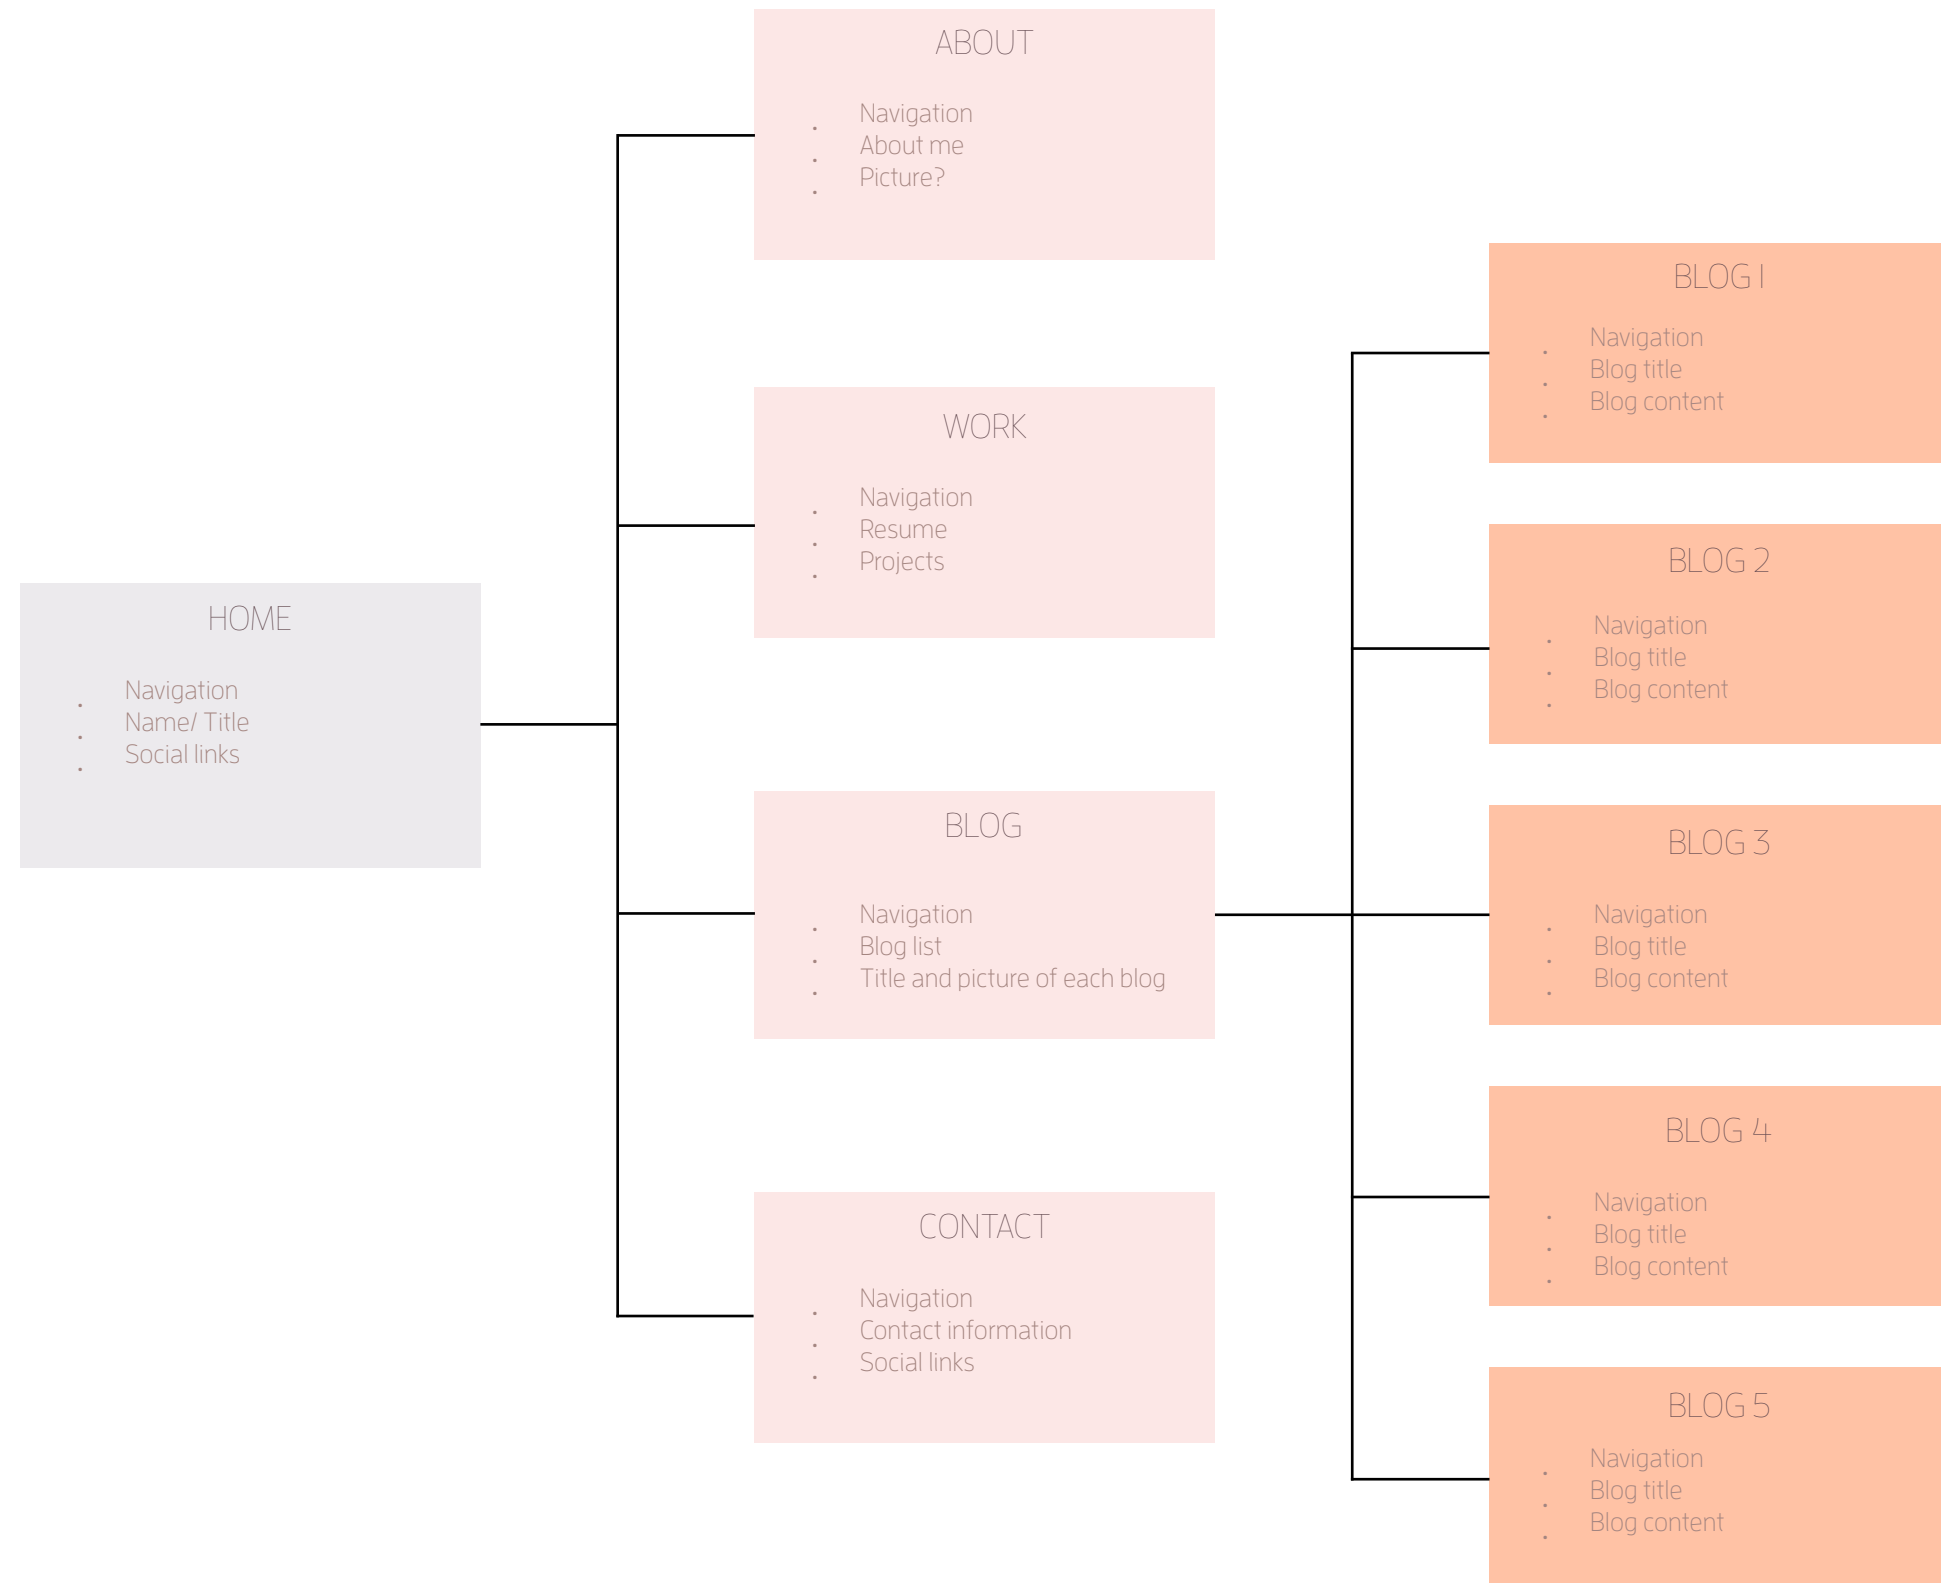 HOME
Navigation
Name/ Title
Social links
ABOUT
Navigation
About me
Picture?
WORK
Navigation
Resume
Projects
BLOG
Navigation
Blog list
Title and picture of each blog
CONTACT
Navigation
Contact information
Social links
BLOG 1
Navigation
Blog title
Blog content
BLOG 2
Navigation
Blog title
Blog content
BLOG 3
Navigation
Blog title
Blog content
BLOG 4
Navigation
Blog title
Blog content
BLOG 5
Navigation
Blog title
Blog content